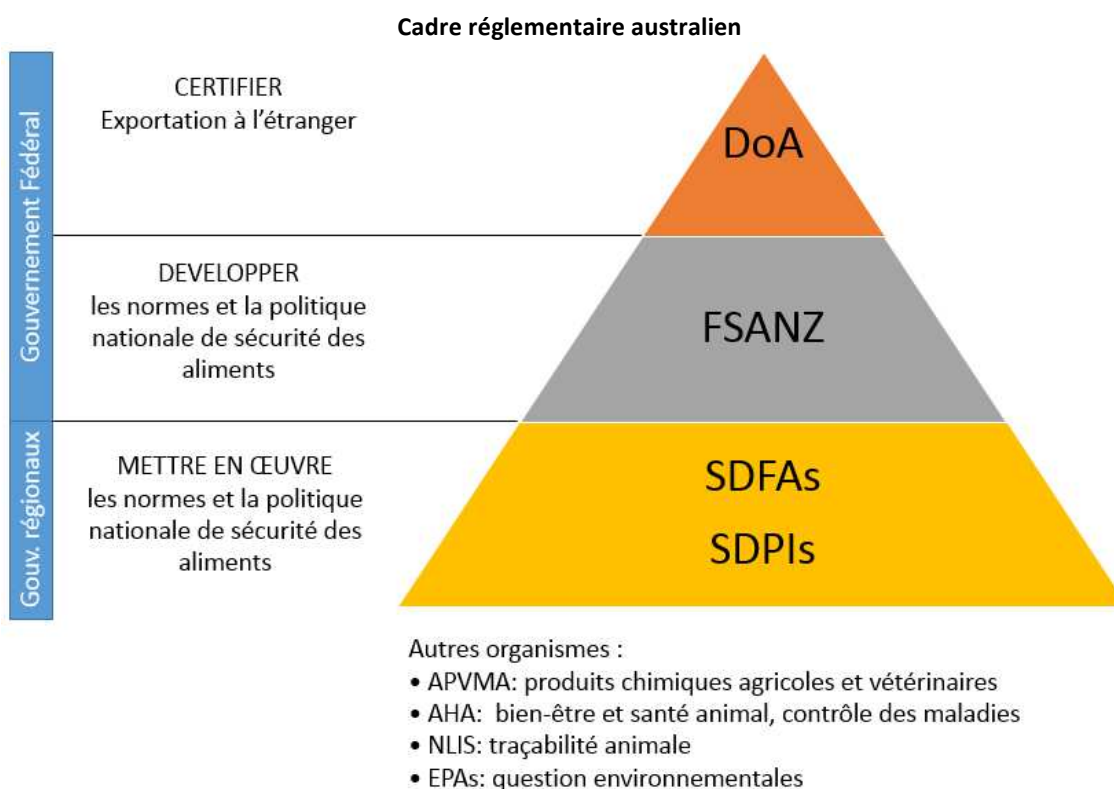 Cadre réglementaire australien
Gouvernement Fédéral
CERTIFIER
Exportation à l'étranger
DoA
DEVELOPPER
les normes et la politique
nationale de sécurité des
aliments
FSANZ
Gouv. régionaux
METTRE EN ŒUVRE
les normes et la politique
nationale de sécurité des
aliments
SDFAs
SDPIs
Autres organismes :
• APVMA: produits chimiques agricoles et vétérinaires
• AHA: bien-être et santé animal, contrôle des maladies
• NLIS: traçabilité animale
• EPAs: question environnementales